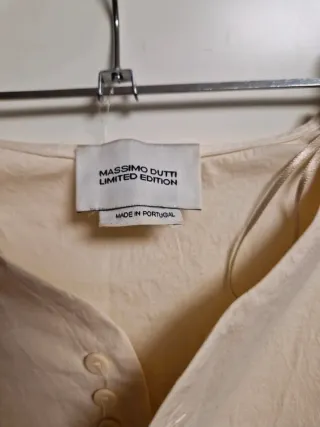 MASSIMO DUTTI
LIMITED EDITION
MADE IN PORTUGAL